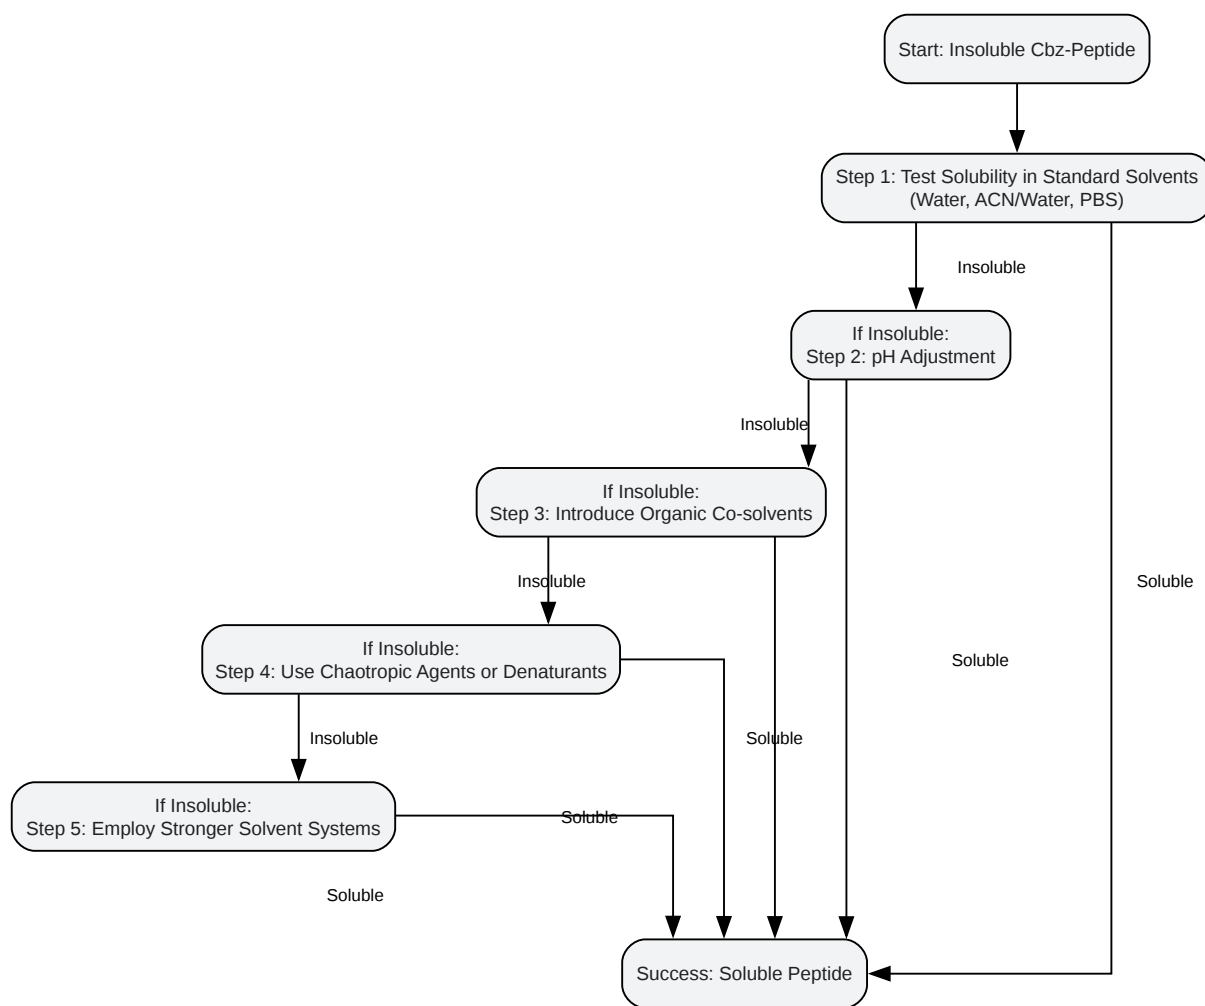 Start: Insoluble Cbz-Peptide
Step 1: Test Solubility in Standard Solvents
(Water, ACN/Water, PBS)
Insoluble
If Insoluble:
Step 2: pH Adjustment
Insoluble
If Insoluble:
Step 3: Introduce Organic Co-solvents
Insoluble
Soluble
If Insoluble:
Step 4: Use Chaotropic Agents or Denaturants
Soluble
Insoluble
Soluble
If Insoluble:
Step 5: Employ Stronger Solvent Systems
Soluble
Soluble
Success: Soluble Peptide